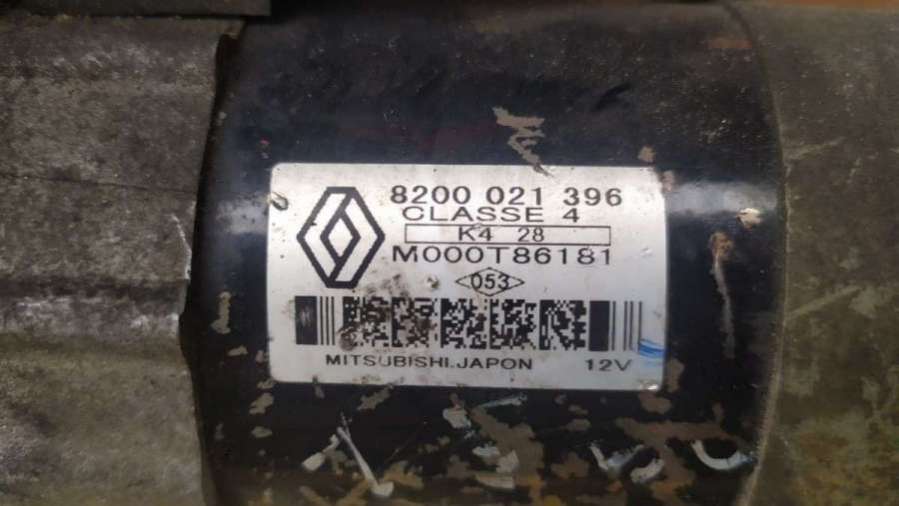 8200 021 396
CLASSE 4
K4 28
M000T86181
053
MITSUBISHI.JAPON 12V